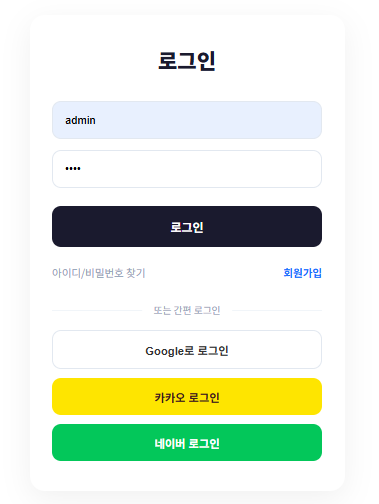 로그인
admin
••••
로그인
아이디/비밀번호 찾기 회원가입
또는 간편 로그인
Google로 로그인
카카오 로그인
네이버 로그인